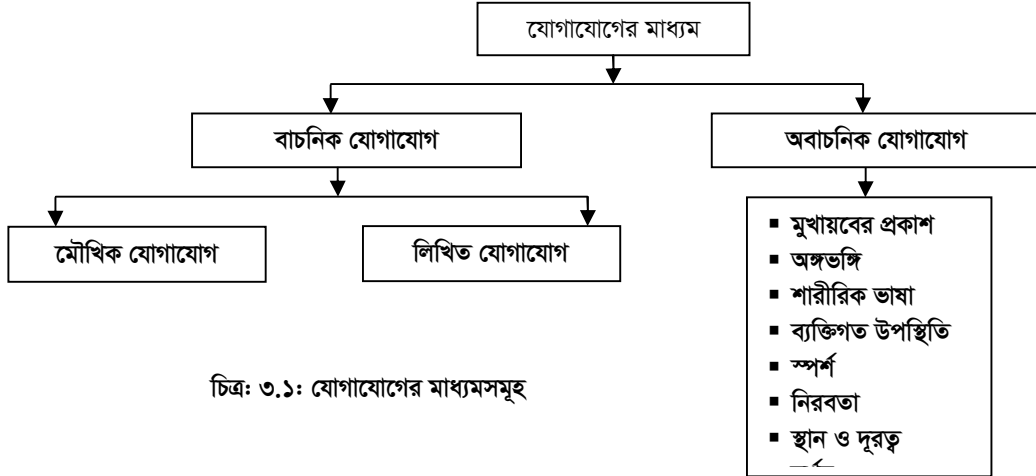 যোগাযোগের মাধ্যম
বাচনিক যোগাযোগ
অবাচনিক যোগাযোগ
মৌখিক যোগাযোগ
লিখিত যোগাযোগ
▪ মুখায়বের প্রকাশ
▪ অঙ্গভঙ্গি
▪ শারীরিক ভাষা
▪ ব্যক্তিগত উপস্থিতি
▪ স্পর্শ
▪ নিরবতা
▪ স্থান ও দূরত্ব
চিত্র: ৩.১: যোগাযোগের মাধ্যমসমূহ